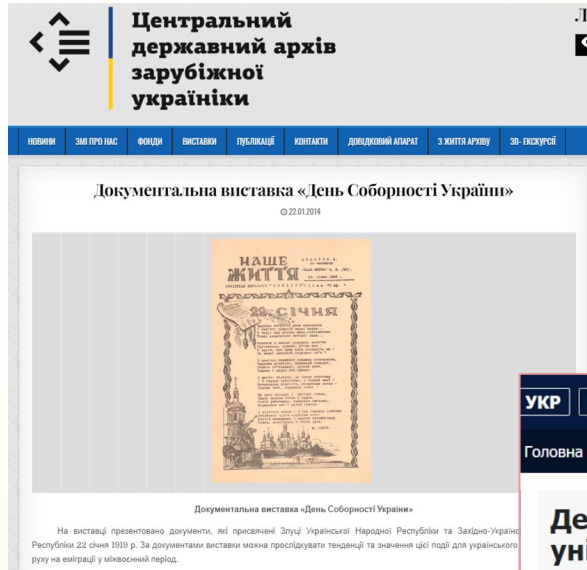 Центральний
державний архів
зарубіжної
україніки
НОВИНИ ЗМІ ПРО НАС ФОНДИ ВИСТАВКИ ПУБЛІКАЦІЇ КОНТАКТИ ДОВІДКОВИЙ АПАРАТ З ЖИТТЯ АРХІВУ 3D- ЕКСКУРСІЇ
Документальна виставка «День Соборності України»
22.01.2014
НАШЕ
ЖИТТЯ
22. СІЧНЯ
Документальна виставка «День Соборності України»
На виставці презентовано документи, які присвячені Злуці Української Народної Республіки та Західно-Україно
Республіки 22 січня 1919 р. За документами виставки можна прослідкувати тенденції та значення цієї події для українського
руху на еміграції у міжвоєнний період.
УКР
Головна
Де
уні